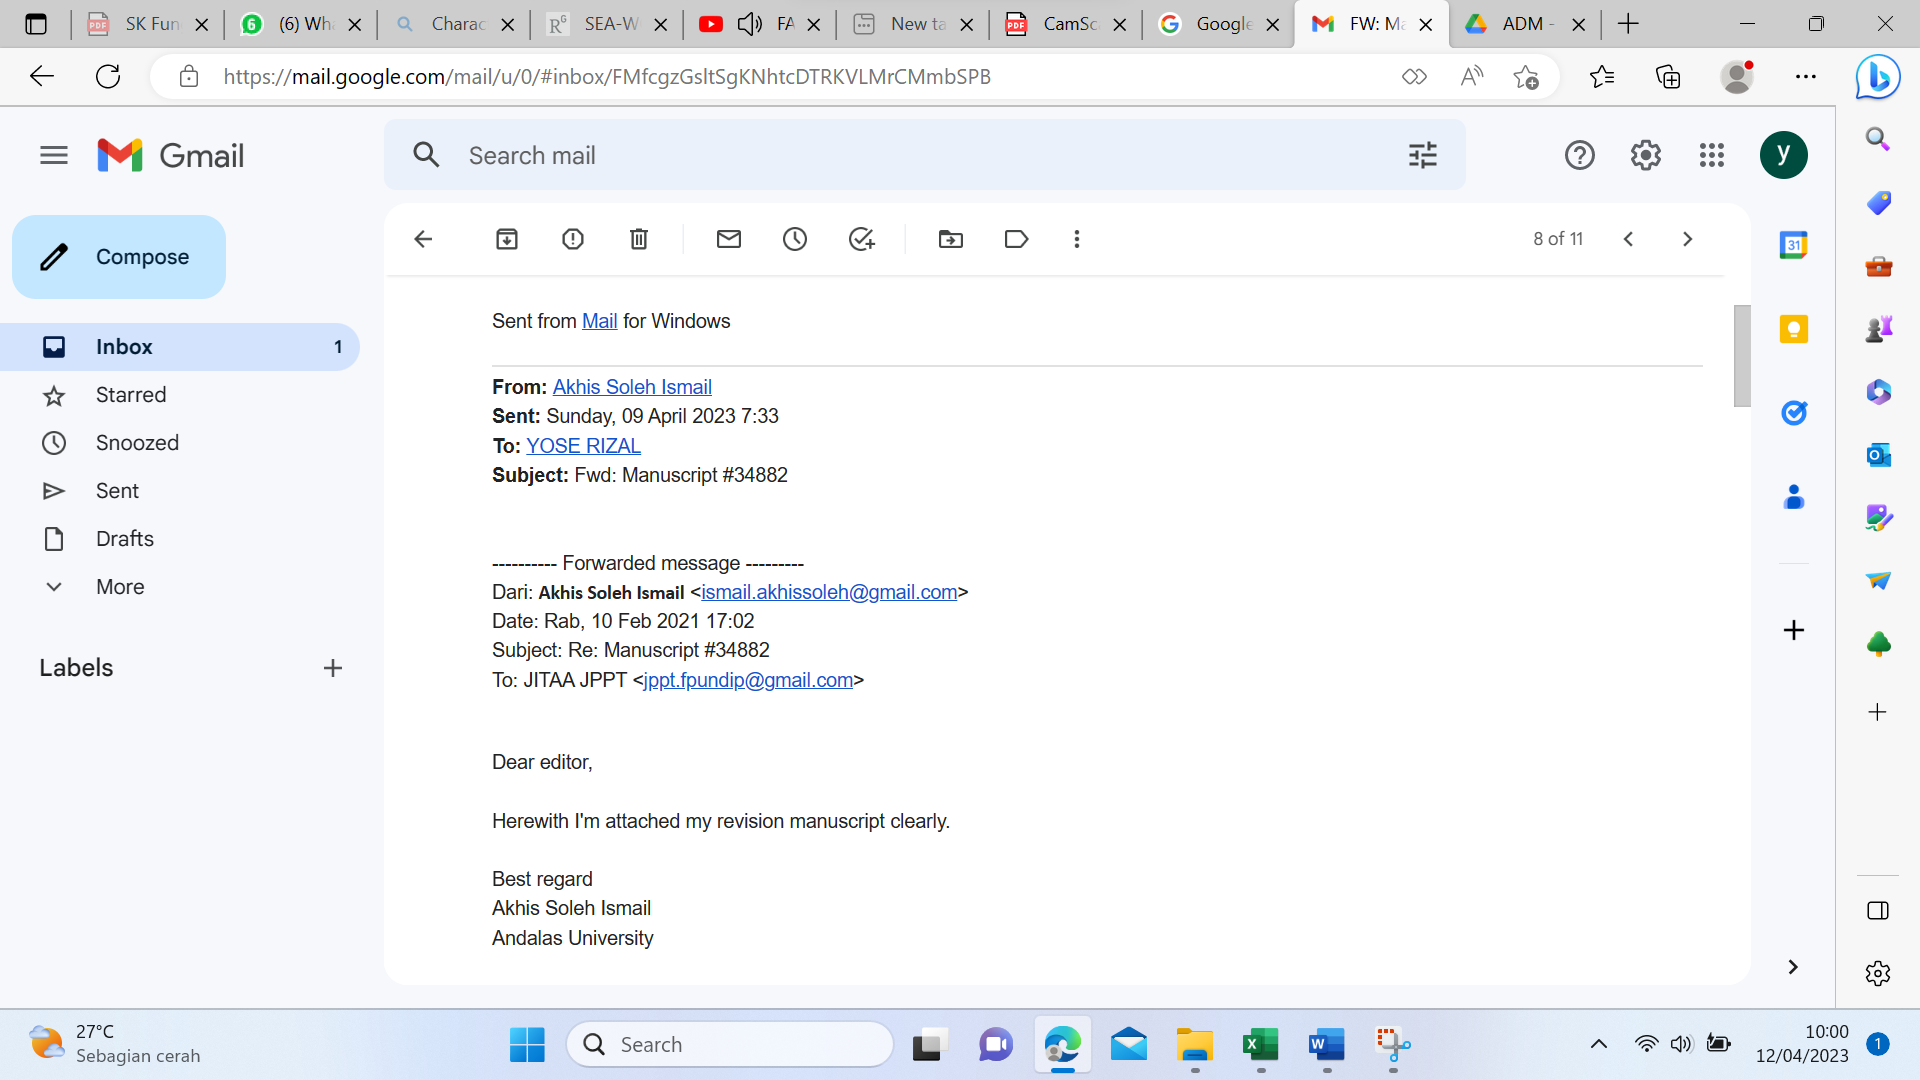 SK Fun
(6) Wha
Charac
SEA-W
FA
New ta
CamSca
Google
FW: Ma
ADM -
https://mail.google.com/mail/u/0/#inbox/FMfcgzGsltSgKNhtcDTRKVLMrCMmbSPB
Gmail
Search mail
y
Compose
8 of 11
31
Inbox 1
Starred
Snoozed
Sent
Drafts
More
Labels
Sent from Mail for Windows
From: Akhis Soleh Ismail
Sent: Sunday, 09 April 2023 7:33
To: YOSE RIZAL
Subject: Fwd: Manuscript #34882
---------- Forwarded message ---------
Dari: Akhis Soleh Ismail <ismail.akhissoleh@gmail.com>
Date: Rab, 10 Feb 2021 17:02
Subject: Re: Manuscript #34882
To: JITAA JPPT <jppt.fpundip@gmail.com>
Dear editor,
Herewith I'm attached my revision manuscript clearly.
Best regard
Akhis Soleh Ismail
Andalas University
27°C
Sebagian cerah
Search
10:00
12/04/2023
1